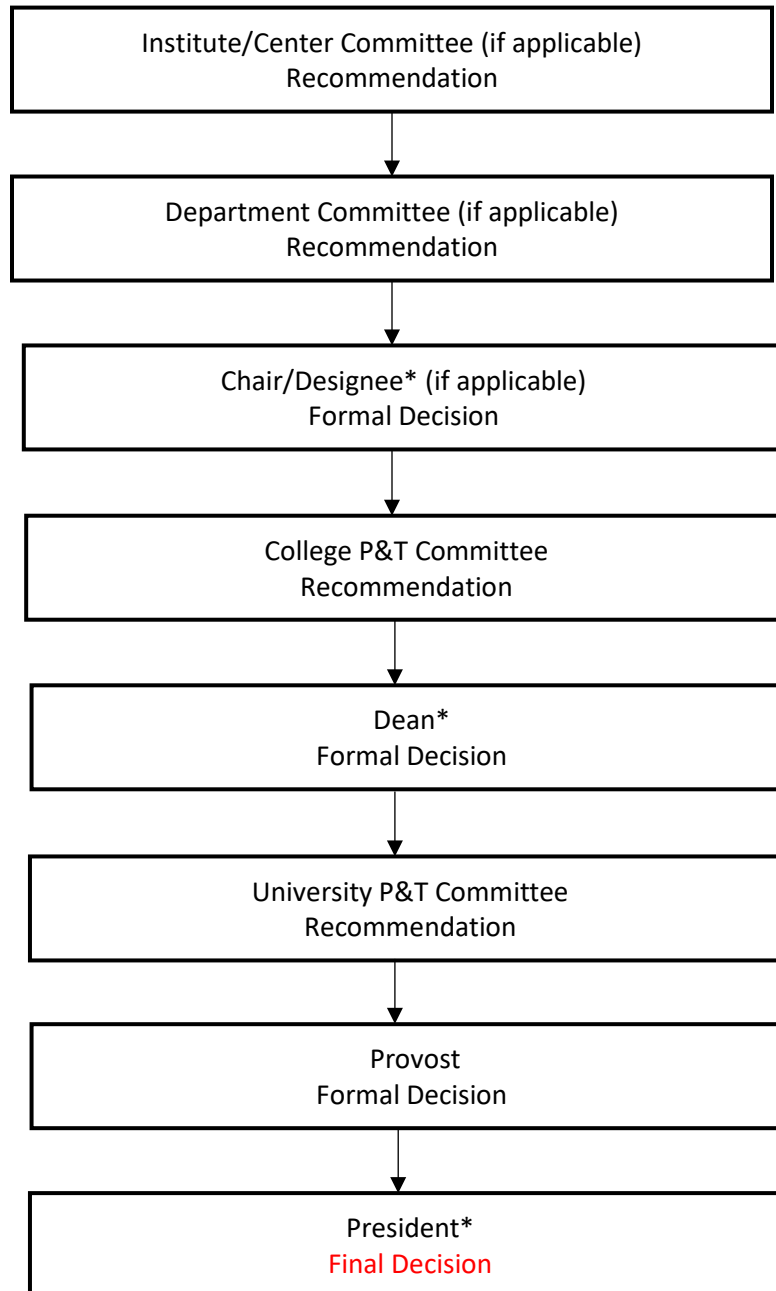 Institute/Center Committee (if applicable)
Recommendation
Department Committee (if applicable)
Recommendation
Chair/Designee* (if applicable)
Formal Decision
College P&T Committee
Recommendation
Dean*
Formal Decision
University P&T Committee
Recommendation
Provost
Formal Decision
President*
Final Decision